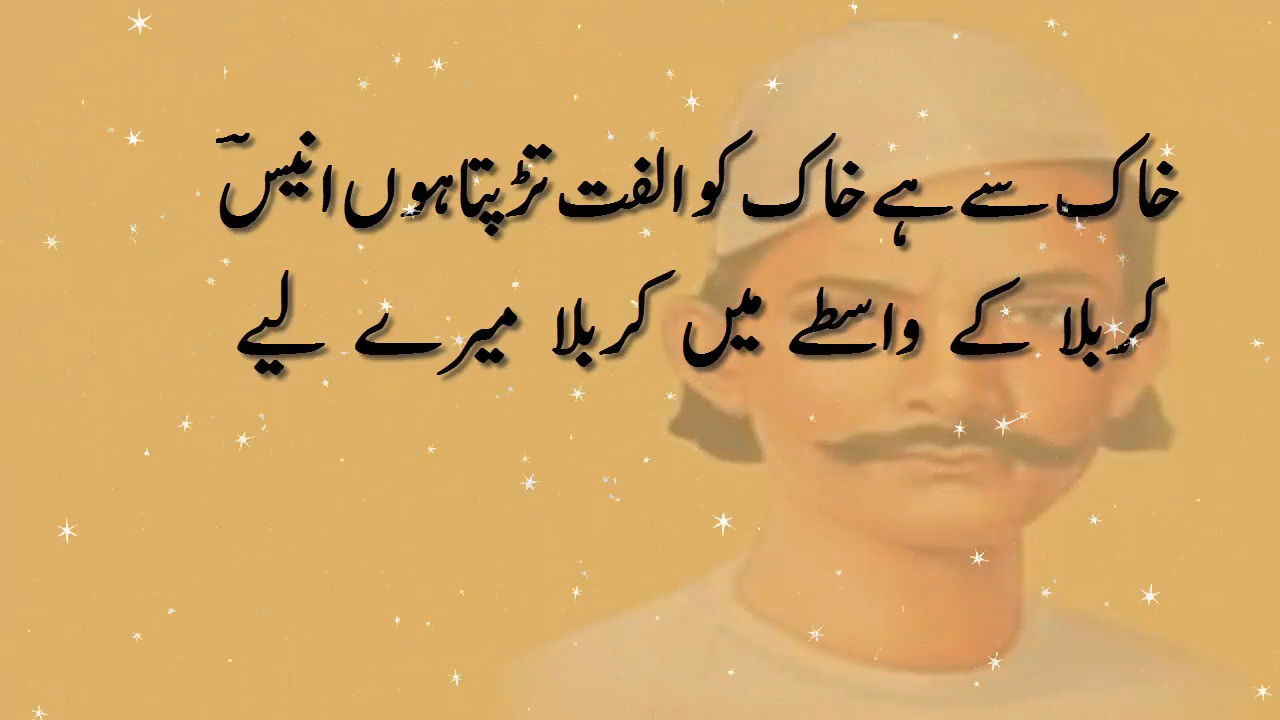 خاک سے ہے خاک کو الفت تڑپتا ہوں انیسؔ
کربلا کے واسطے میں کربلا میرے لیے